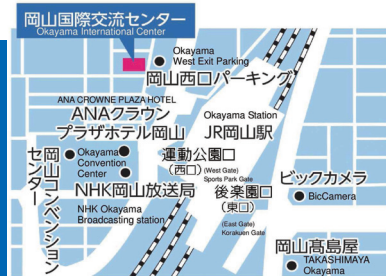 岡山国際交流センター
Okayama International Center
Okayama
West Exit Parking
岡山西口パーキング
ANA CROWNE PLAZA HOTEL
ANAクラウン
プラザホテル岡山
Okayama Station
JR岡山駅
岡山コンベンション
センター
Okayama
Convention
Center
運動公園口
(西口)
(West Gate)
Sports Park Gate
NHK岡山放送局
NHK Okayama
Broadcasting station
後楽園口
(東口)
(East Gate)
Korakuen Gate
ビックカメラ
BicCamera
岡山髙島屋
TAKASHIMAYA
Okayama